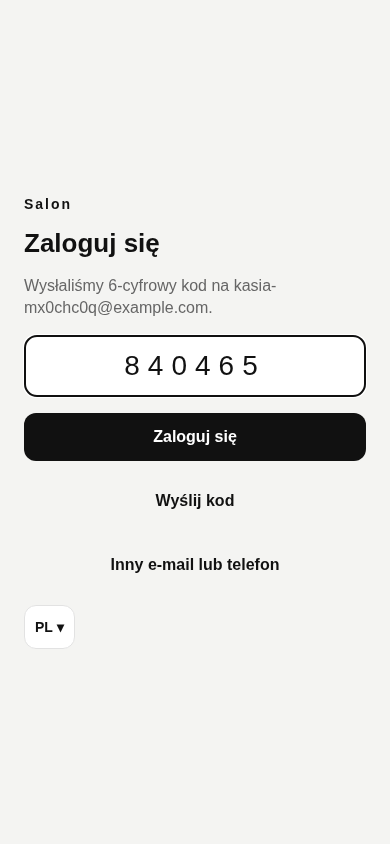 Salon
Zaloguj się
Wysłaliśmy 6-cyfrowy kod na kasia-
mx0chc0q@example.com.
840465
Zaloguj się
Wyślij kod
Inny e-mail lub telefon
PL ▾